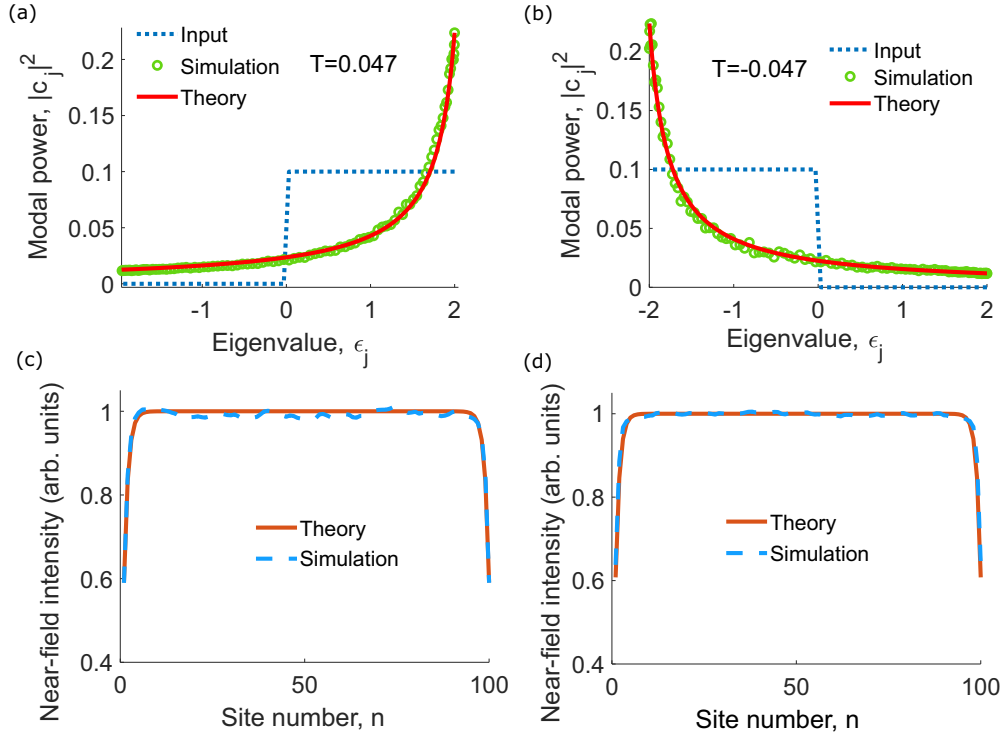 (a)
Modal power, |c_j|^2
0.2
0.15
0.1
0.05
0
Input
Simulation
Theory
T=0.047
-1
0
1
2
Eigenvalue, ϵ_j
(b)
Modal power, |c_j|^2
0.2
0.15
0.1
0.05
0
Input
Simulation
Theory
T=-0.047
-2
-1
0
1
2
Eigenvalue, ϵ_j
(c)
Near-field intensity (arb. units)
1
0.8
0.6
0.4
Theory
Simulation
0
50
100
Site number, n
(d)
Near-field intensity (arb. units)
1
0.8
0.6
0.4
Theory
Simulation
0
50
100
Site number, n